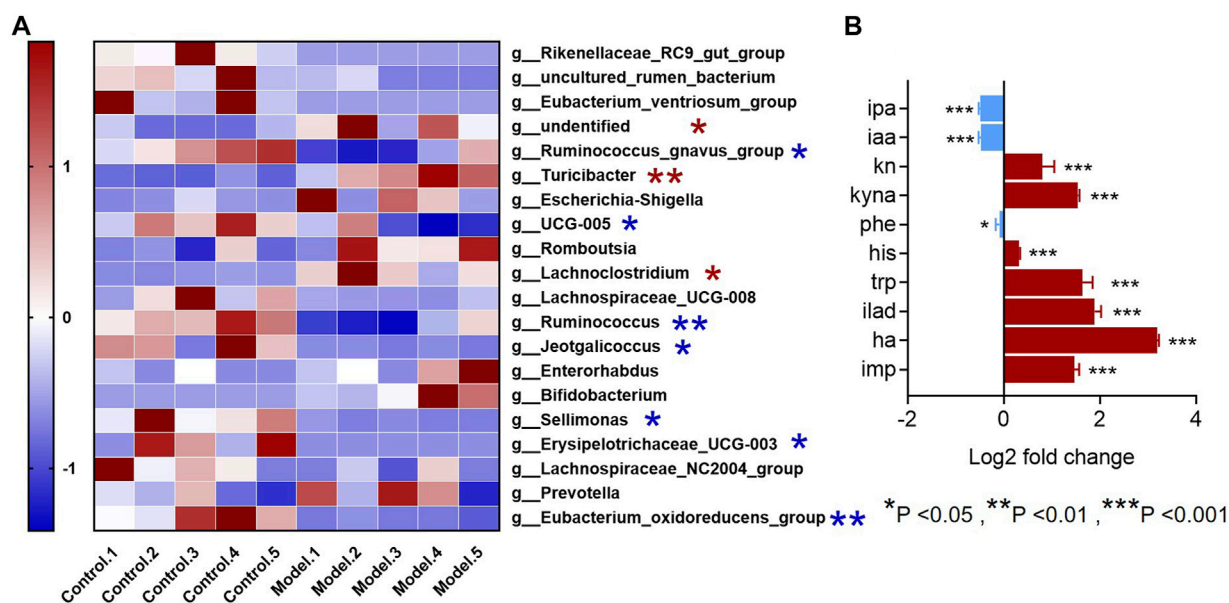 A
1
0
-1
g__Rikenellaceae_RC9_gut_group
g__uncultured_rumen_bacterium
g__Eubacterium_ventriosum_group
g__undentified *
g__Ruminococcus_gnavus_group *
g__Turicibacter **
g__Escherichia-Shigella
g__UCG-005 *
g__Romboutsia
g__Lachnoclostridium *
g__Lachnospiraceae_UCG-008
g__Ruminococcus **
g__Jeotgalicoccus *
g__Enterorhabdus
g__Bifidobacterium
g__Sellimonas *
g__Erysipelotrichaceae_UCG-003 *
g__Lachnospiraceae_NC2004_group
g__Prevotella
g__Eubacterium_oxidoreducens_group **
Control.1
Control.2
Control.3
Control.4
Control.5
Model.1
Model.2
Model.3
Model.4
Model.5
B
ipa ***
iaa ***
kn ***
kyna ***
phe *
his ***
trp ***
ilad ***
ha ***
imp ***
-2 0 2 4
Log2 fold change
*P <0.05 ,**P <0.01 ,***P <0.001